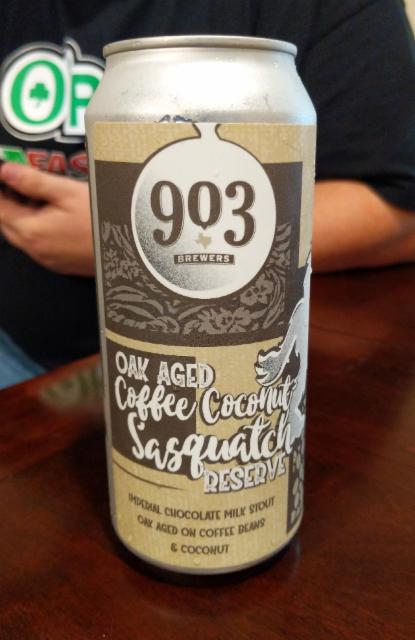 903
BREWERS
OAK AGED
Coffee Coconut
Sasquatch
RESERVE
IMPERIAL CHOCOLATE MILK STOUT
OAK AGED ON COFFEE BEANS
& COCONUT